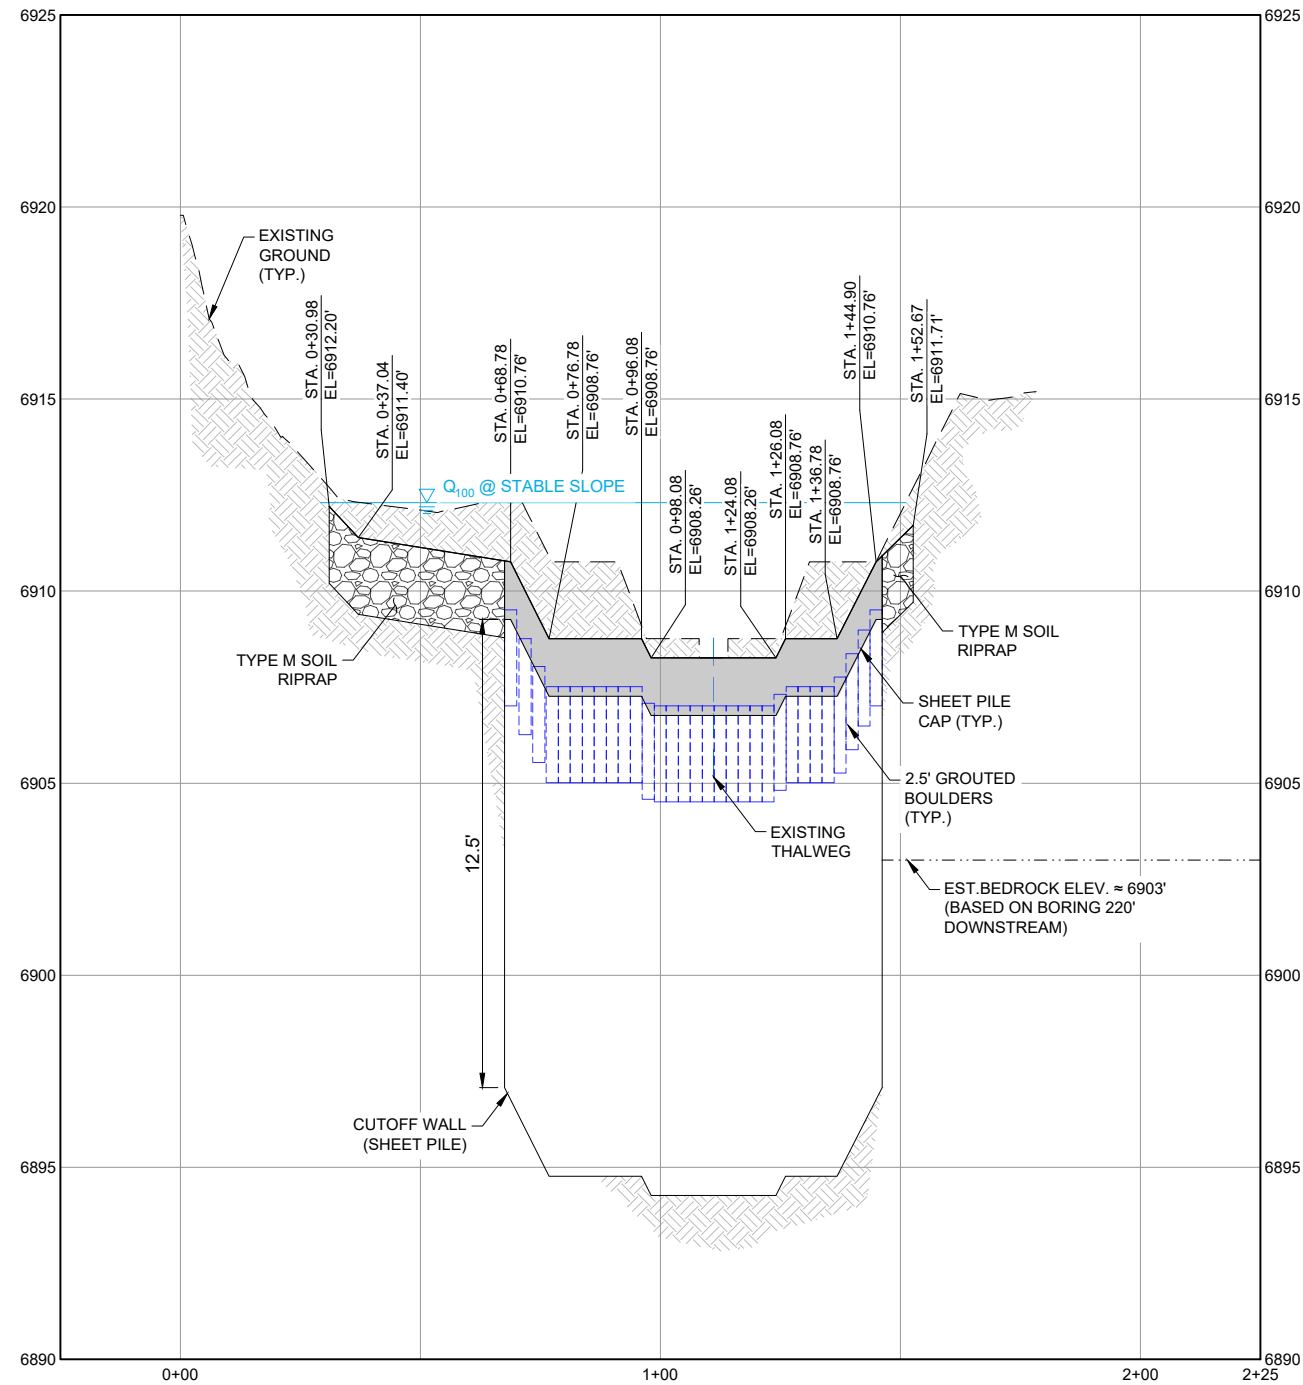 6925
6925
6920
6920
EXISTING
GROUND
(TYP.)
STA. 0+30.98
EL=6912.20'
STA. 0+37.04
EL=6911.40'
STA. 0+68.78
EL=6910.76'
STA. 0+76.78
EL=6908.76'
STA. 0+96.08
EL=6908.76'
STA. 0+98.08
EL=6908.26'
STA. 1+24.08
EL=6908.26'
STA. 1+26.08
EL=6908.76'
STA. 1+36.78
EL=6908.76'
STA. 1+44.90
EL=6910.76'
STA. 1+52.67
EL=6911.71'
6915
6915
Q100 @ STABLE SLOPE
6910
6910
TYPE M SOIL
RIPRAP
TYPE M SOIL
RIPRAP
SHEET PILE
CAP (TYP.)
6905
6905
2.5' GROUTED
BOULDERS
(TYP.)
EXISTING
THALWEG
12.5'
EST.BEDROCK ELEV. ≈ 6903'
(BASED ON BORING 220'
DOWNSTREAM)
6900
6900
CUTOFF WALL
(SHEET PILE)
6895
6895
6890
6890
0+00
1+00
2+00
2+25